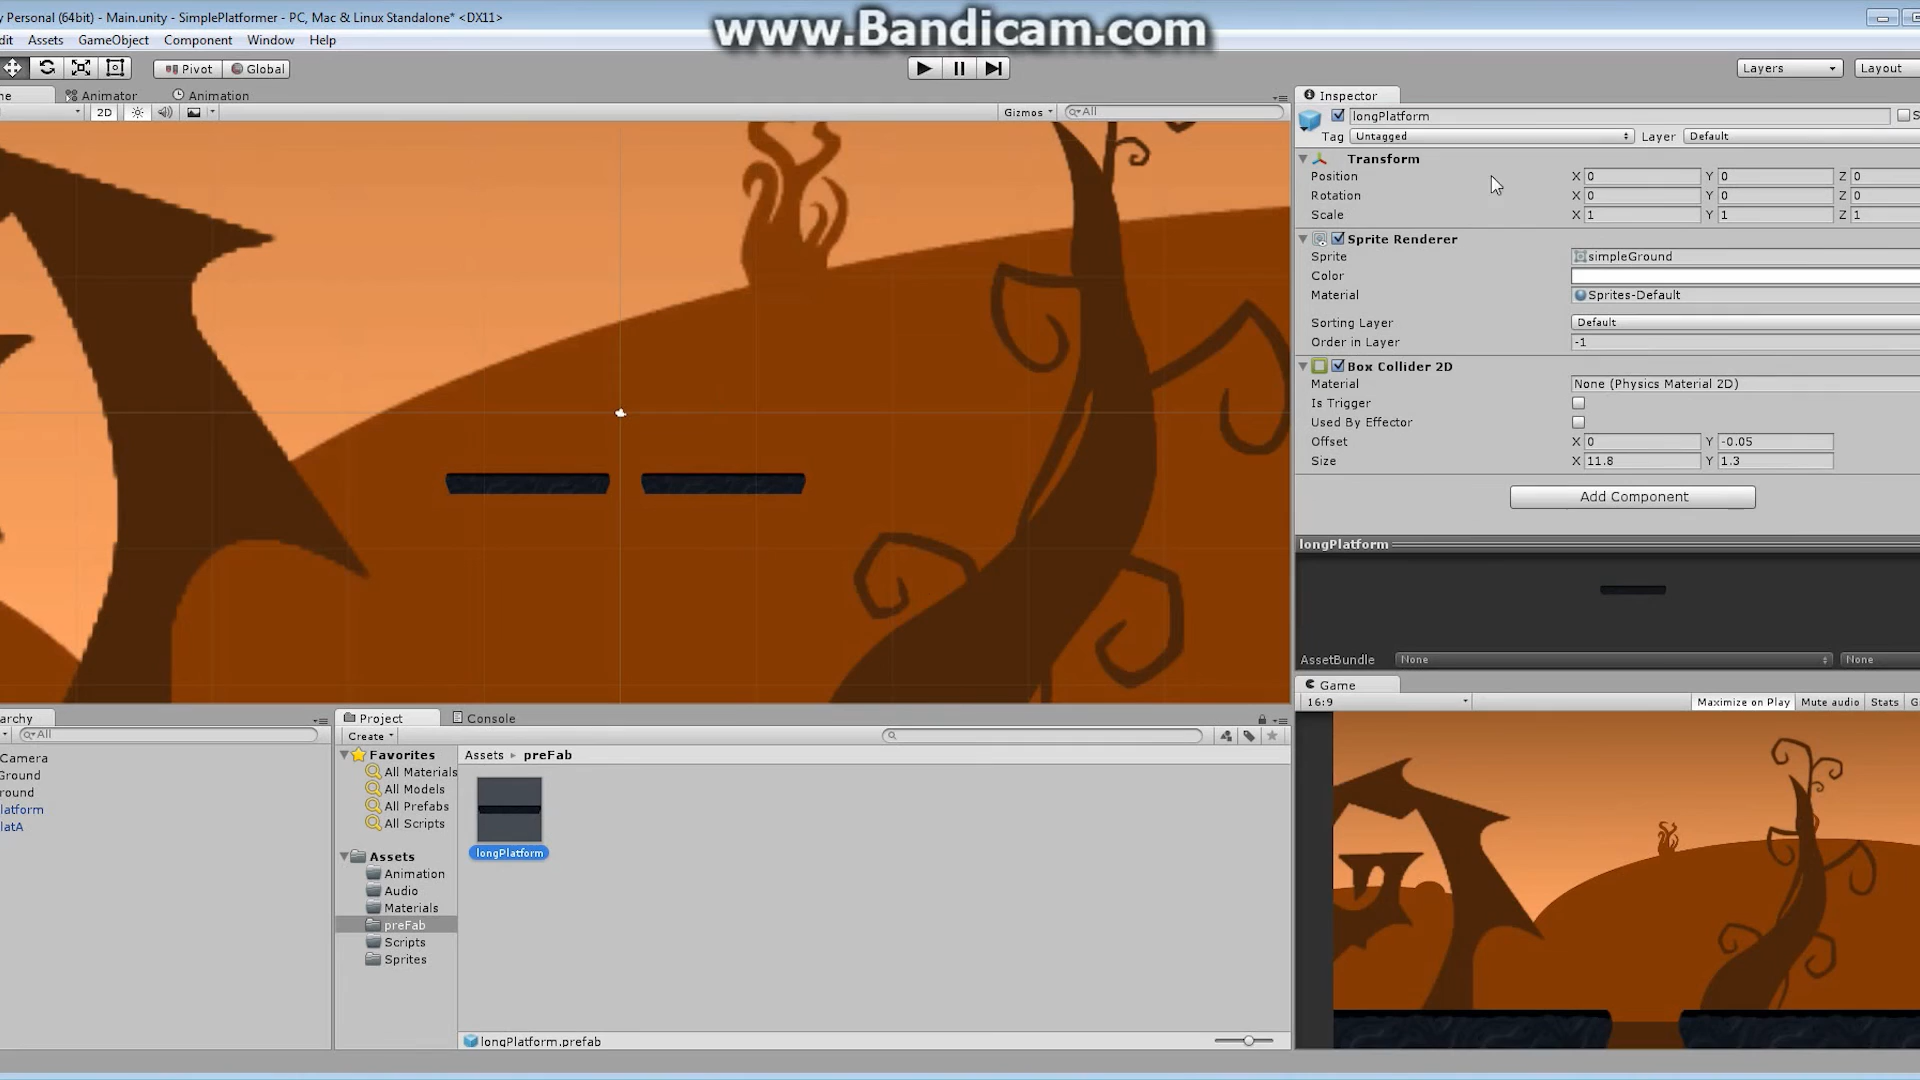 y Personal (64bit) - Main.unity - SimplePlatformer - PC, Mac & Linux Standalone* <DX11>
www.Bandicam.com
dit Assets GameObject Component Window Help
Pivot Global Layers Layout
ne Animator Animation Inspector
2D Gizmos All
longPlatform S
Tag Untagged Layer Default
Transform
Position X 0 Y 0 Z 0
Rotation X 0 Y 0 Z 0
Scale X 1 Y 1 Z 1
Sprite Renderer
Sprite simpleGround
Color
Material Sprites-Default
Sorting Layer Default
Order in Layer -1
Box Collider 2D
Material None (Physics Material 2D)
Is Trigger
Used By Effector
Offset X 0 Y -0.05
Size X 11.8 Y 1.3
Add Component
longPlatform
AssetBundle None None
Game
16:9 Maximize on Play Mute audio Stats G
archy
All
Camera
Ground
round
latform
latA
Project Console
Create
Favorites
All Materials
All Models
All Prefabs
All Scripts
Assets
Animation
Audio
Materials
preFab
Scripts
Sprites
Assets preFab
longPlatform
longPlatform.prefab